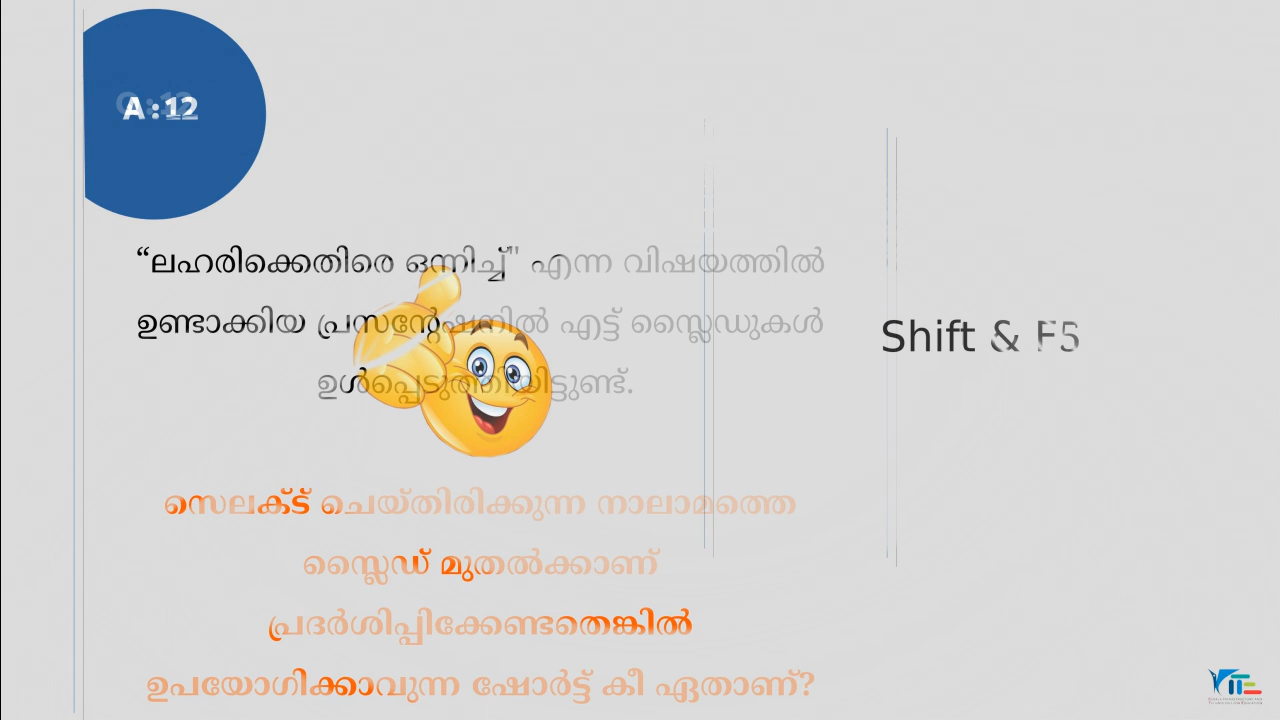 A:12
“ലഹരിക്കെതിരെ ഒന്നിച്ച്" എന്ന വിഷയത്തിൽ
ഉണ്ടാക്കിയ പ്രസന്റേഷനിൽ എട്ട് സ്ലൈഡുകൾ
ഉൾപ്പെടുത്തിയിട്ടുണ്ട്.
Shift & F5
സെലക്ട് ചെയ്തിരിക്കുന്ന നാലാമത്തെ
സ്ലൈഡ് മുതൽക്കാണ്
പ്രദർശിപ്പിക്കേണ്ടതെങ്കിൽ
ഉപയോഗിക്കാവുന്ന ഷോർട്ട് കീ ഏതാണ്?